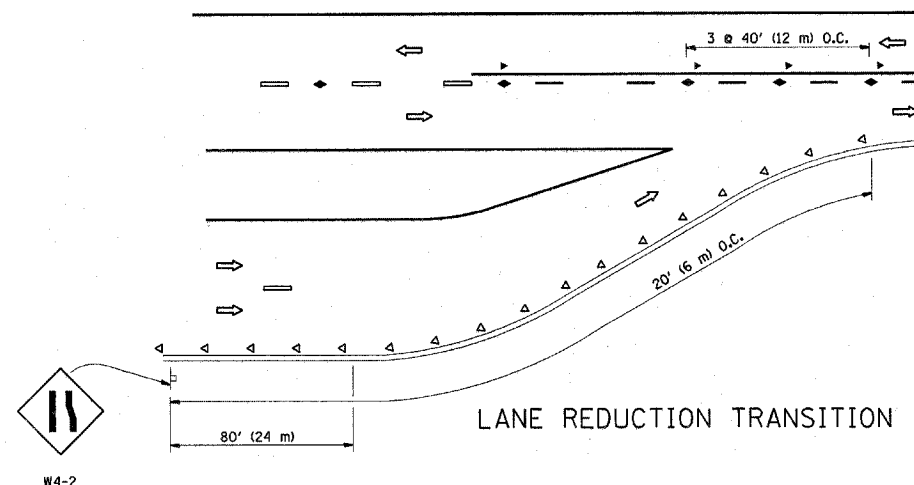 3 @ 40' (12 m) O.C.
20' (6 m) O.C.
LANE REDUCTION TRANSITION
80' (24 m)
W4-2